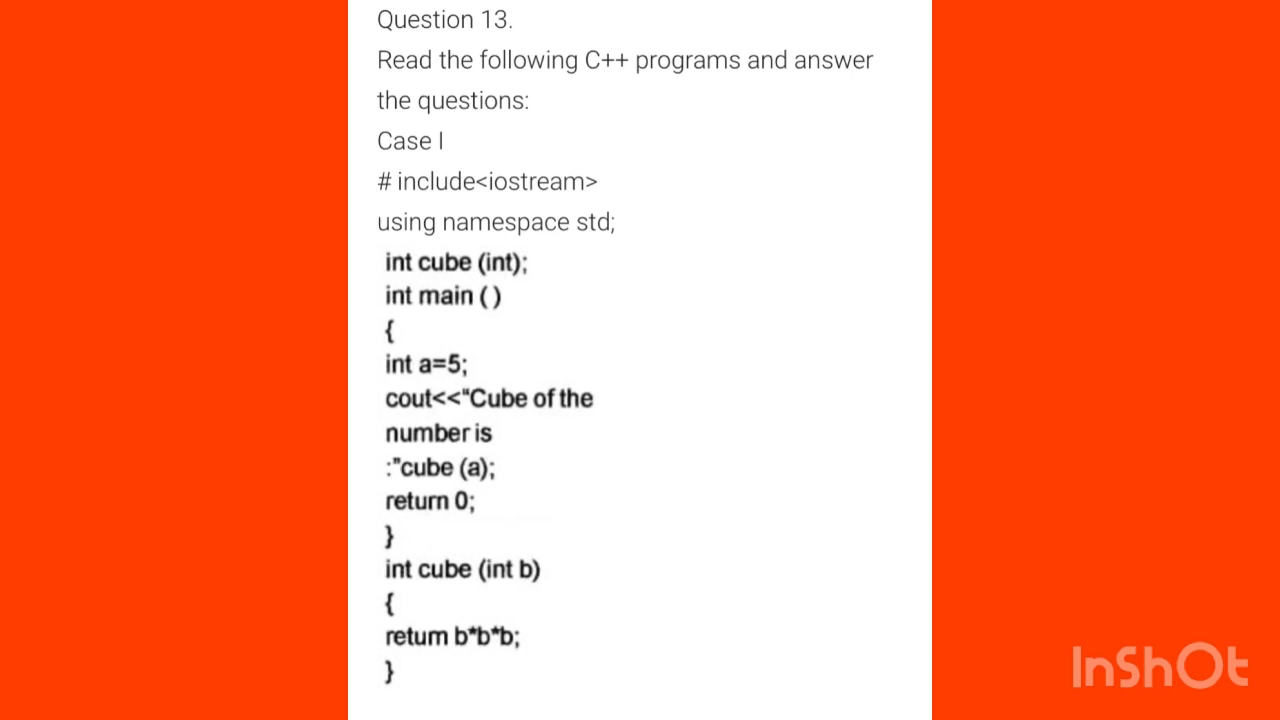 Question 13.
Read the following C++ programs and answer
the questions:
Case I
# include<iostream>
using namespace std;
int cube (int);
int main ( )
{
int a=5;
cout<<"Cube of the
number is
:"cube (a);
return 0;
}
int cube (int b)
{
retum b*b*b;
}
InShOt